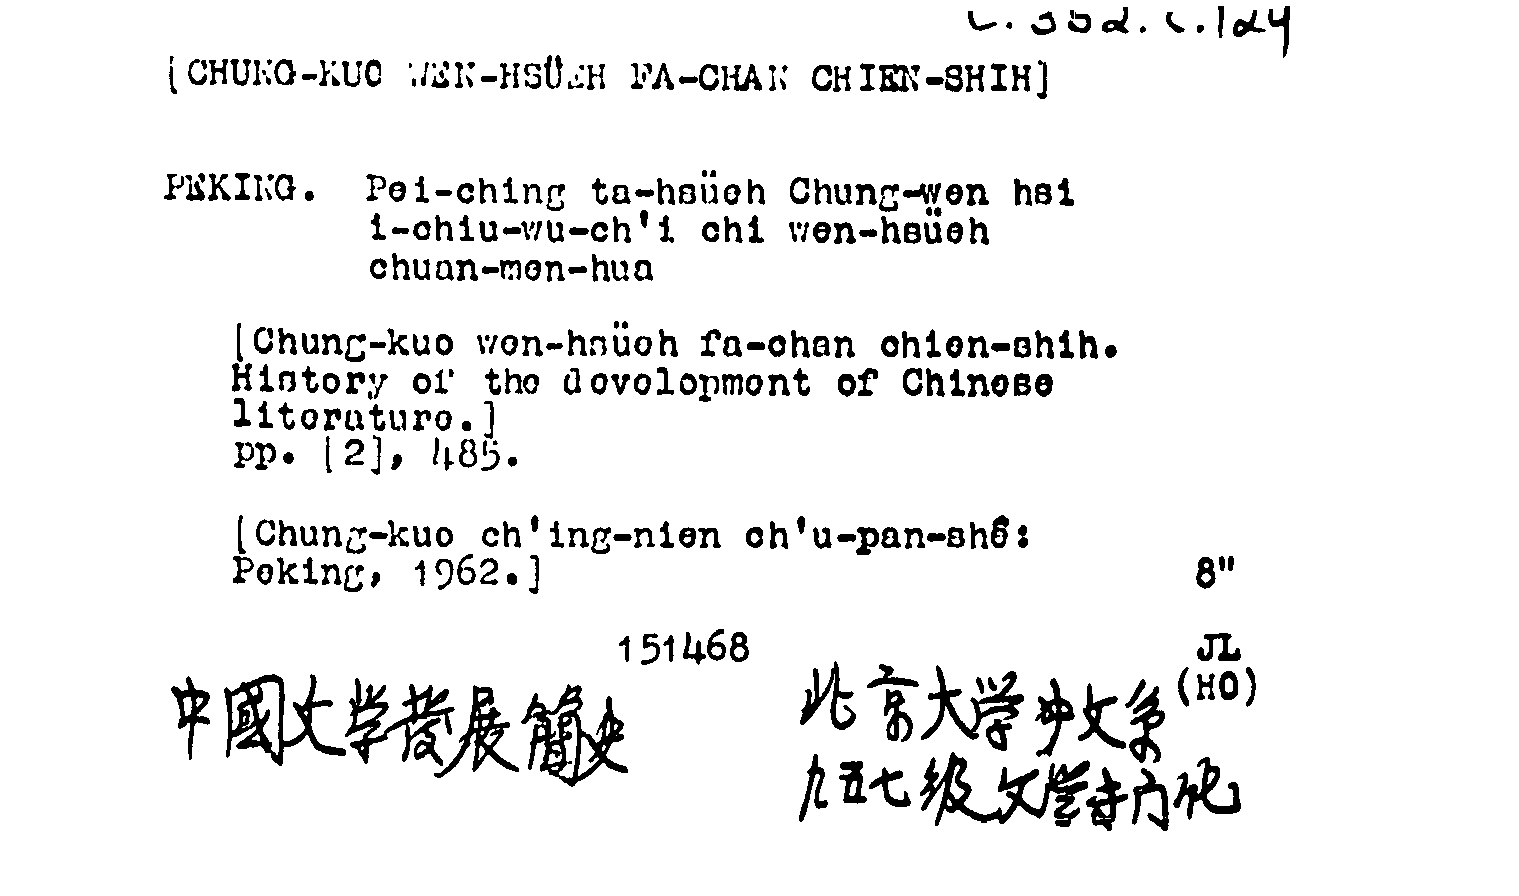 [CHUNG-KUO WEN-HSÜEH FA-CHAN CHIEN-SHIH]
PEKING. Pei-ching ta-hsüeh Chung-wen hsi
i-chiu-wu-ch'i chi wen-hsüeh
chuan-men-hua
[Chung-kuo wen-hsüeh fa-chan chien-shih.
History of the development of Chinese
literature.]
pp. [2], 485.
[Chung-kuo ch'ing-nien ch'u-pan-shê:
Peking, 1962.] 8"
151468 JL
(HO)
中國文学發展簡史 北京大学中文系
九五七级文學专门化